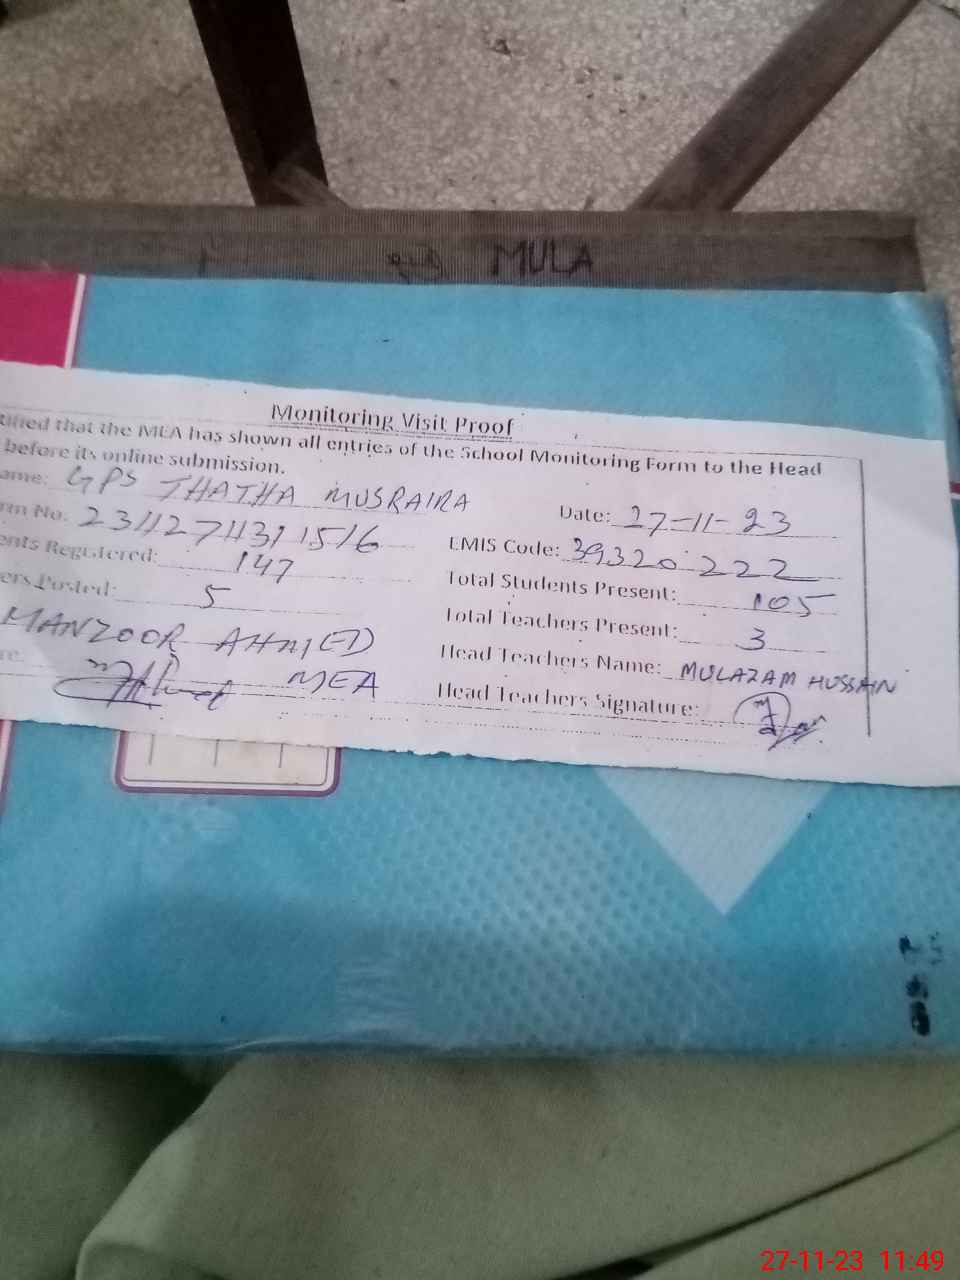 MULA
Monitoring Visit Proof
that the MEA has shown all entries of the School Monitoring Form to the Head
before its online submission.
ame: GPS THATHA MUSRAIRA Date: 27-11-23
rm No. EMIS Code: 39320222
ents Registered: 147 Total Students Present: 105
ers Posted: 5 Total Teachers Present: 3
MANZOOR AHMED Head Teachers Name: MULAZAM HUSSAIN
re. MEA Head Teachers Signature:
27-11-23 11:49